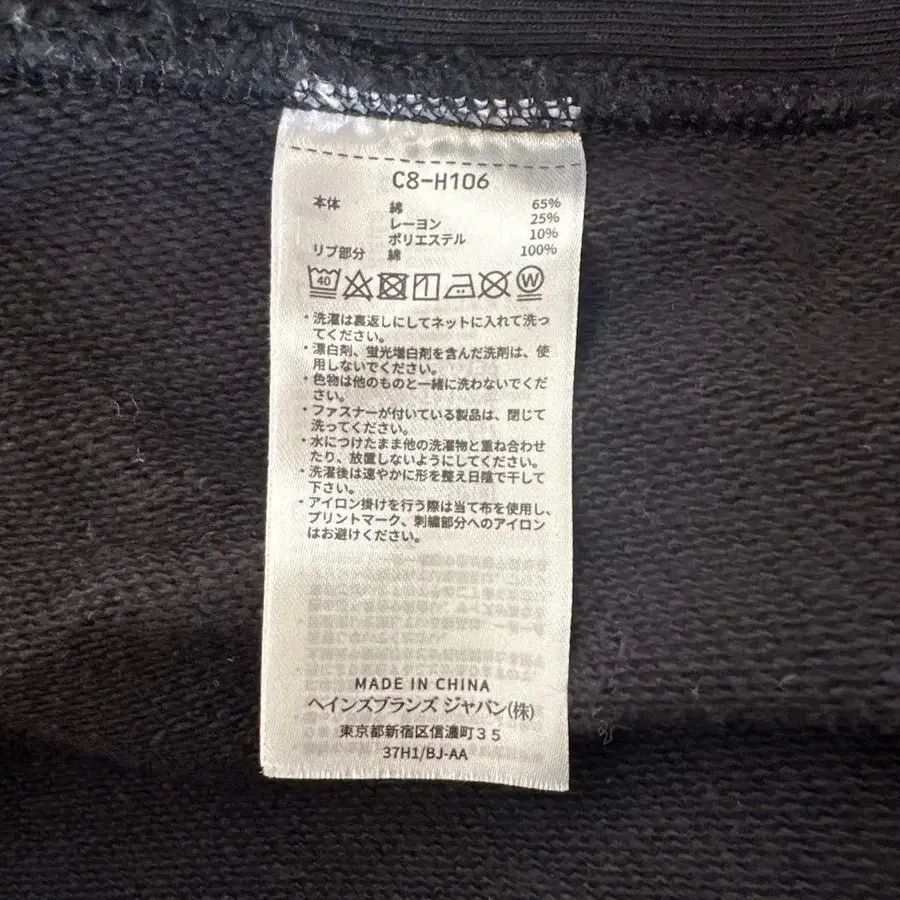 C8-H106
本体 綿 65%
レーヨン 25%
ポリエステル 10%
リブ部分 綿 100%
40 W
・洗濯は裏返しにしてネットに入れて洗っ
てください。
・漂白剤、蛍光増白剤を含んだ洗剤は、使
用しないでください。
・色物は他のものと一緒に洗わないでくだ
さい。
・ファスナーが付いている製品は、閉じて
洗ってください。
・水につけたまま他の洗濯物と重ね合わせ
たり、放置しないようにしてください。
・洗濯後は速やかに形を整え日陰で干して
下さい。
・アイロン掛けを行う際は当て布を使用し、
プリントマーク、刺繍部分へのアイロン
はお避けください。
MADE IN CHINA
ヘインズブランズ ジャパン(株)
東京都新宿区信濃町35
37H1/BJ-AA